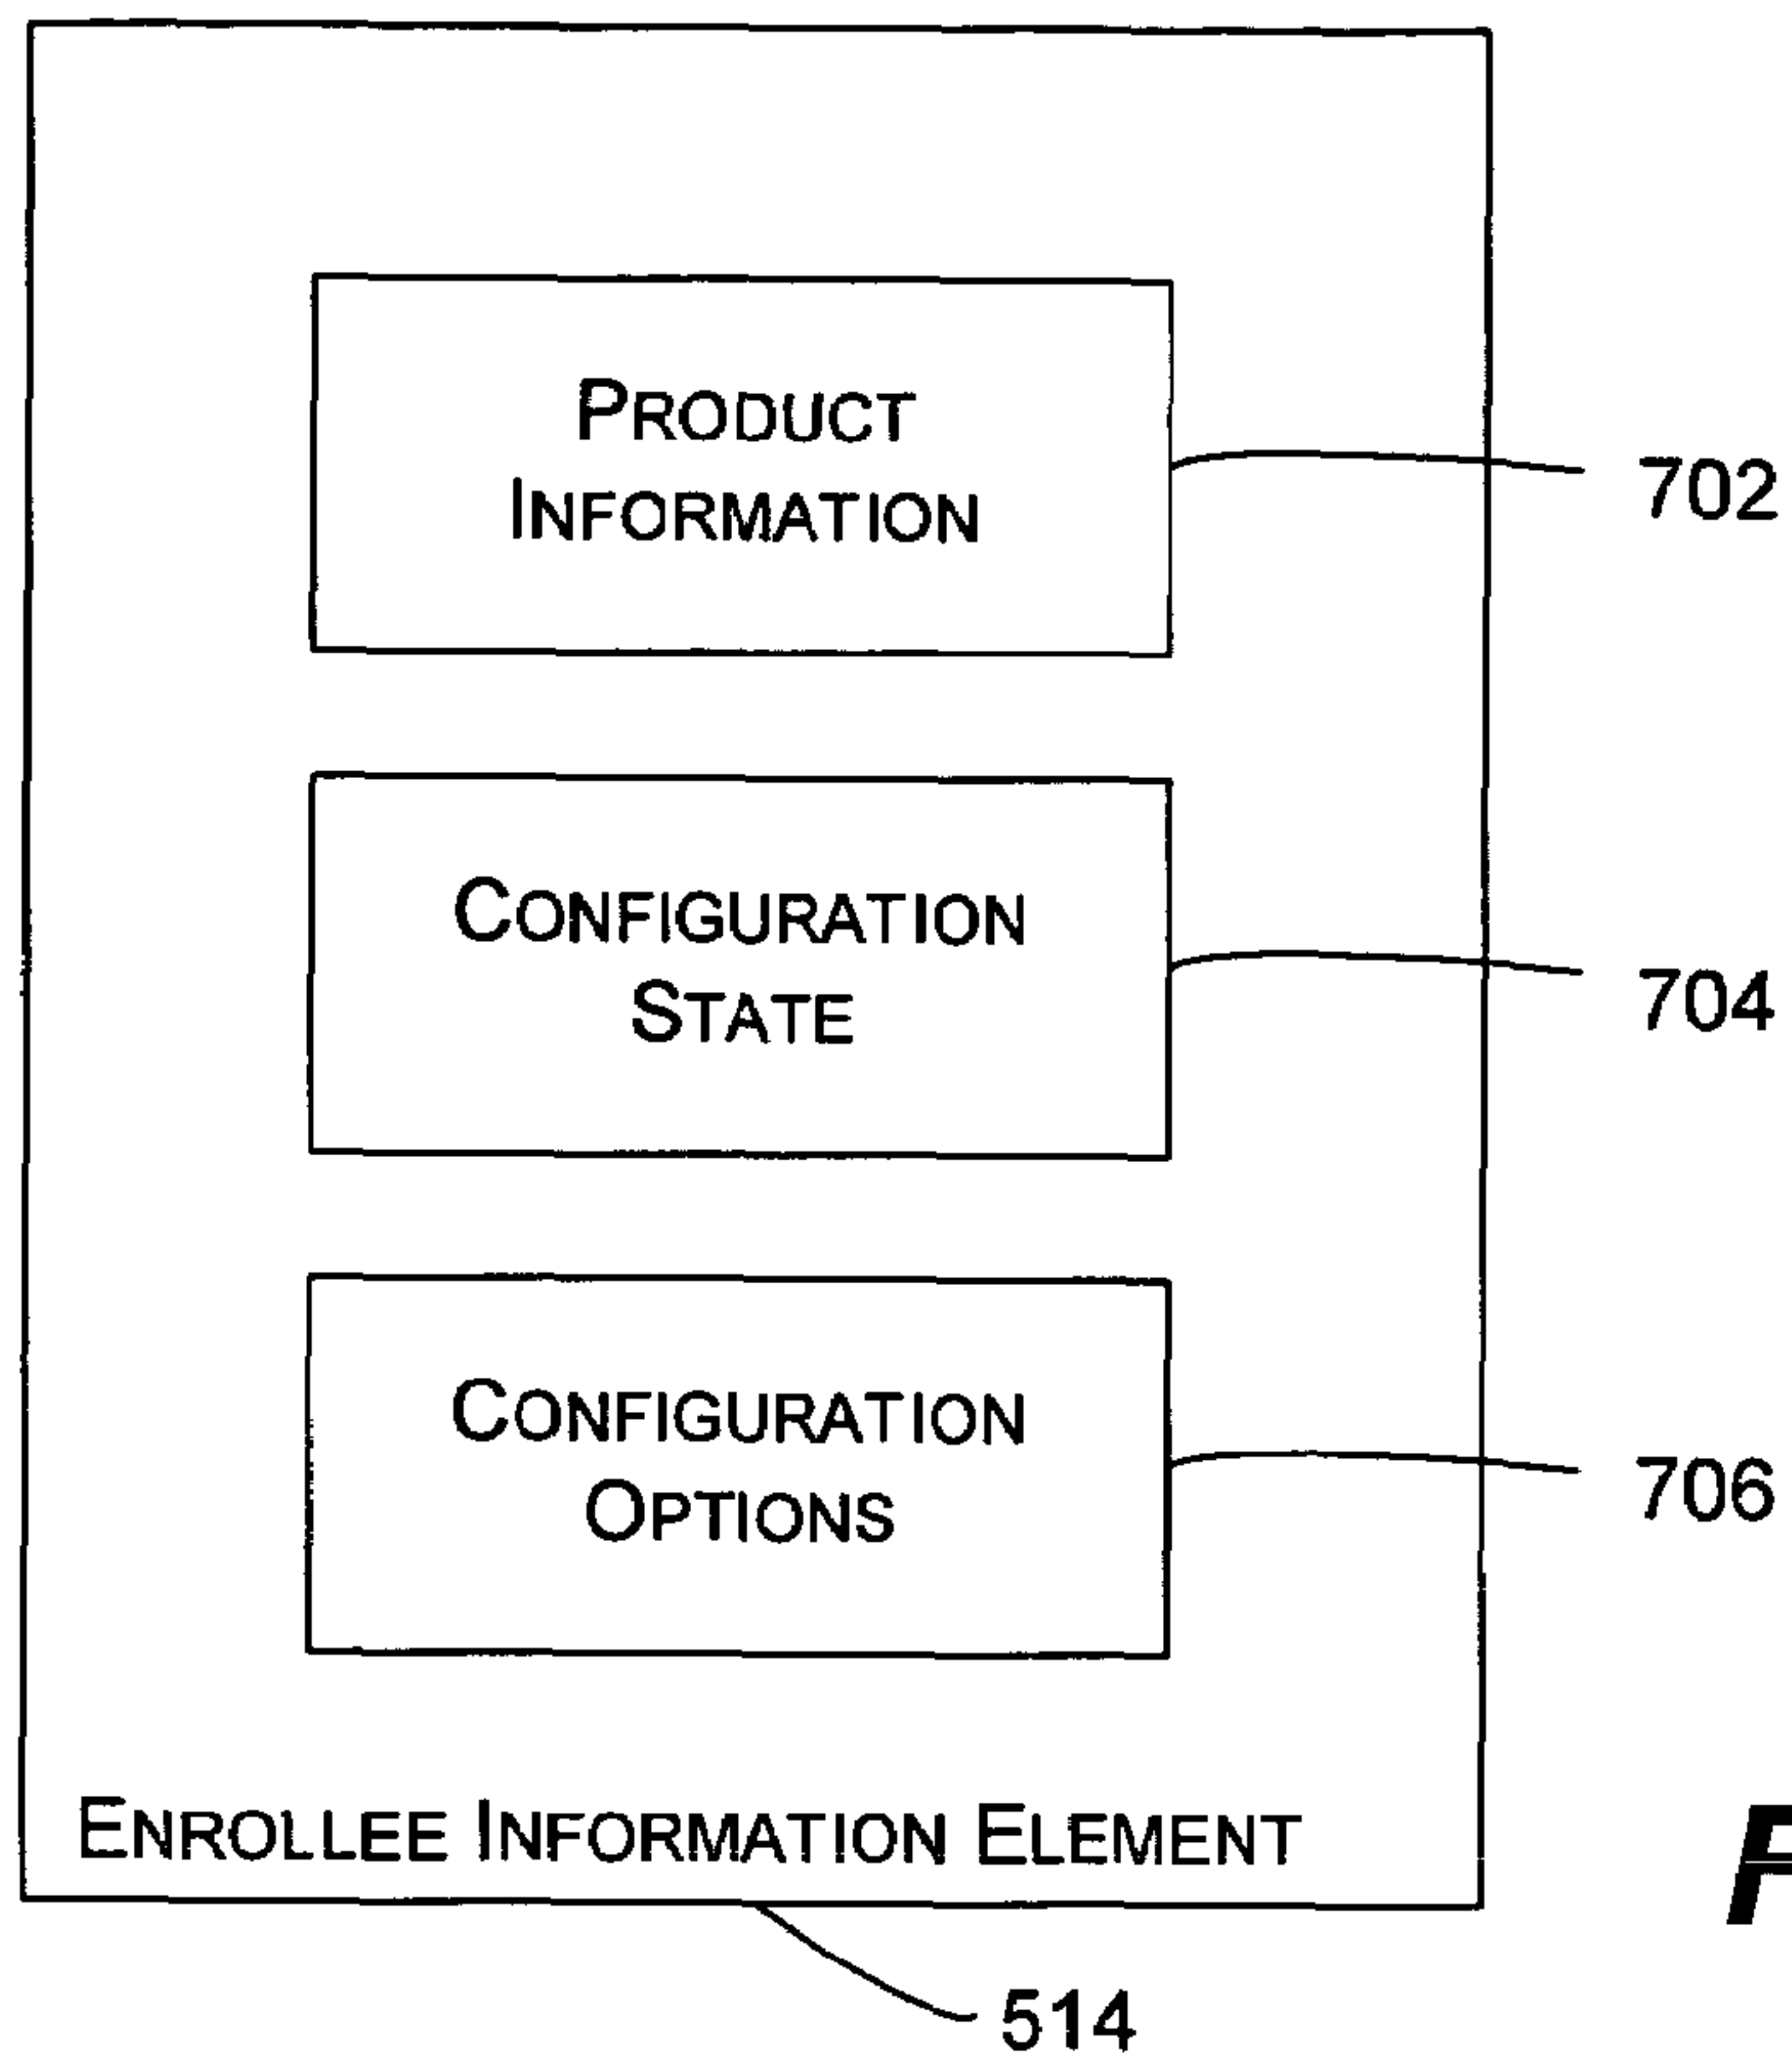 PRODUCT
INFORMATION
702
CONFIGURATION
STATE
704
CONFIGURATION
OPTIONS
706
ENROLLEE INFORMATION ELEMENT
514